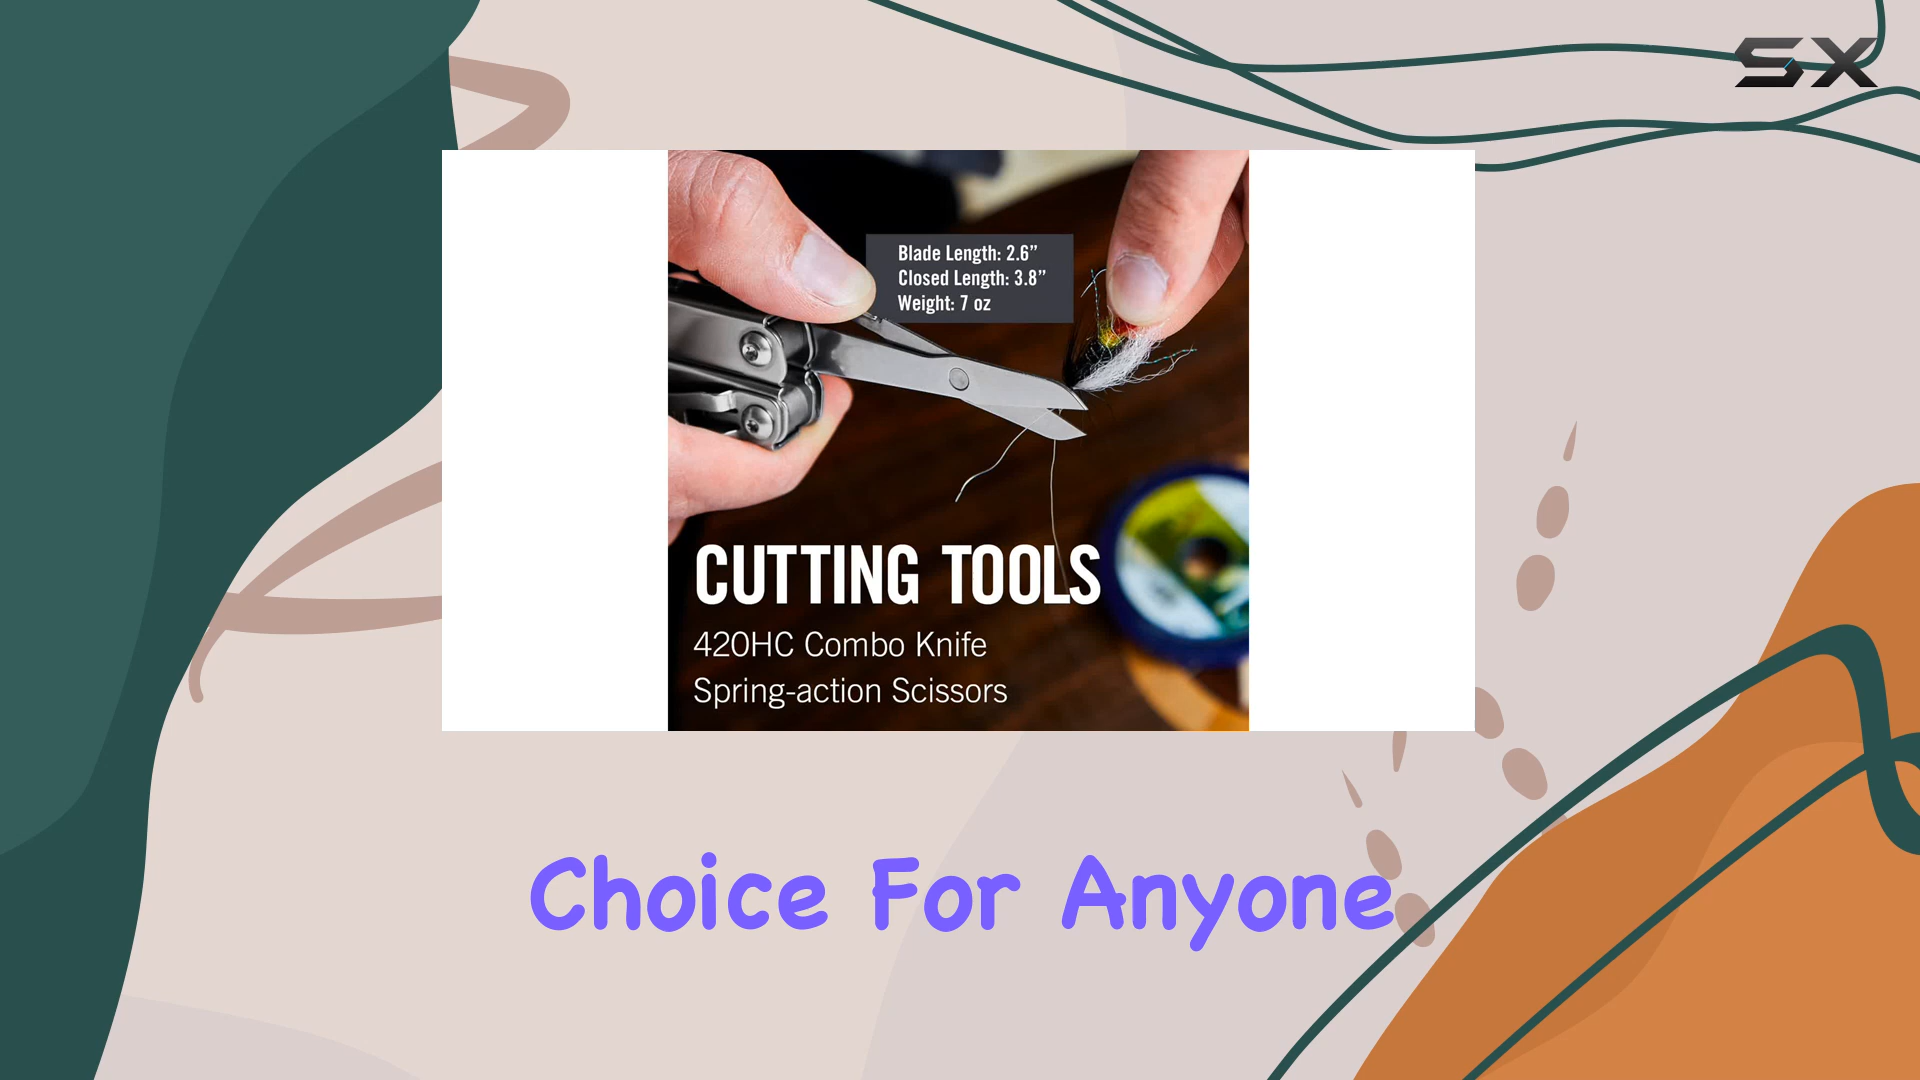 SX
Blade Length: 2.6”
Closed Length: 3.8”
Weight: 7 oz
CUTTING TOOLS
420HC Combo Knife
Spring-action Scissors
Choice For Anyone